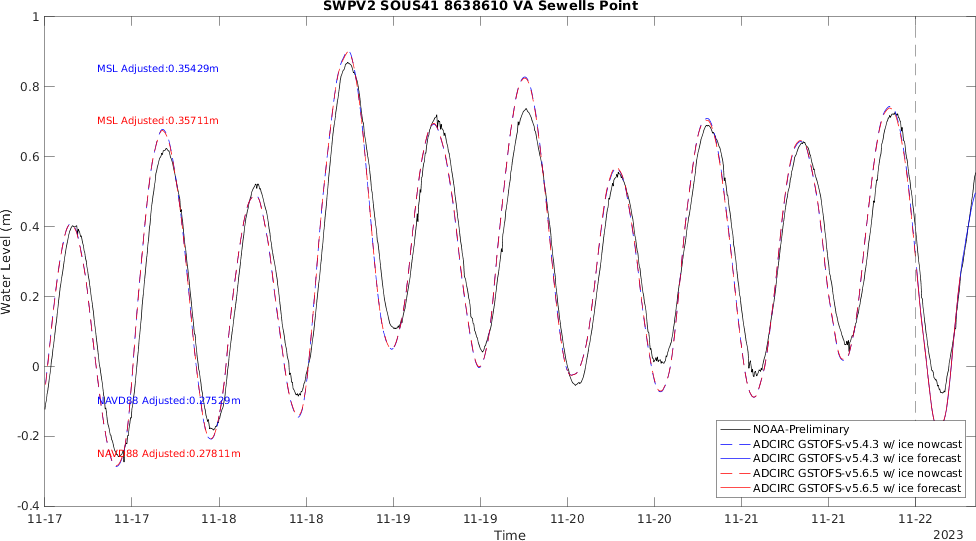 SWPV2 SOUS41 8638610 VA Sewells Point
1
0.8
0.6
0.4
0.2
0
-0.2
-0.4
Water Level (m)
MSL Adjusted:0.35429m
MSL Adjusted:0.35711m
NAVD88 Adjusted:0.27529m
NAVD88 Adjusted:0.27811m
NOAA-Preliminary
ADCIRC GSTOFS-v5.4.3 w/ ice nowcast
ADCIRC GSTOFS-v5.4.3 w/ ice forecast
ADCIRC GSTOFS-v5.6.5 w/ ice nowcast
ADCIRC GSTOFS-v5.6.5 w/ ice forecast
11-17 11-17 11-18 11-18 11-19 11-19 11-20 11-20 11-21 11-21 11-22
Time
2023